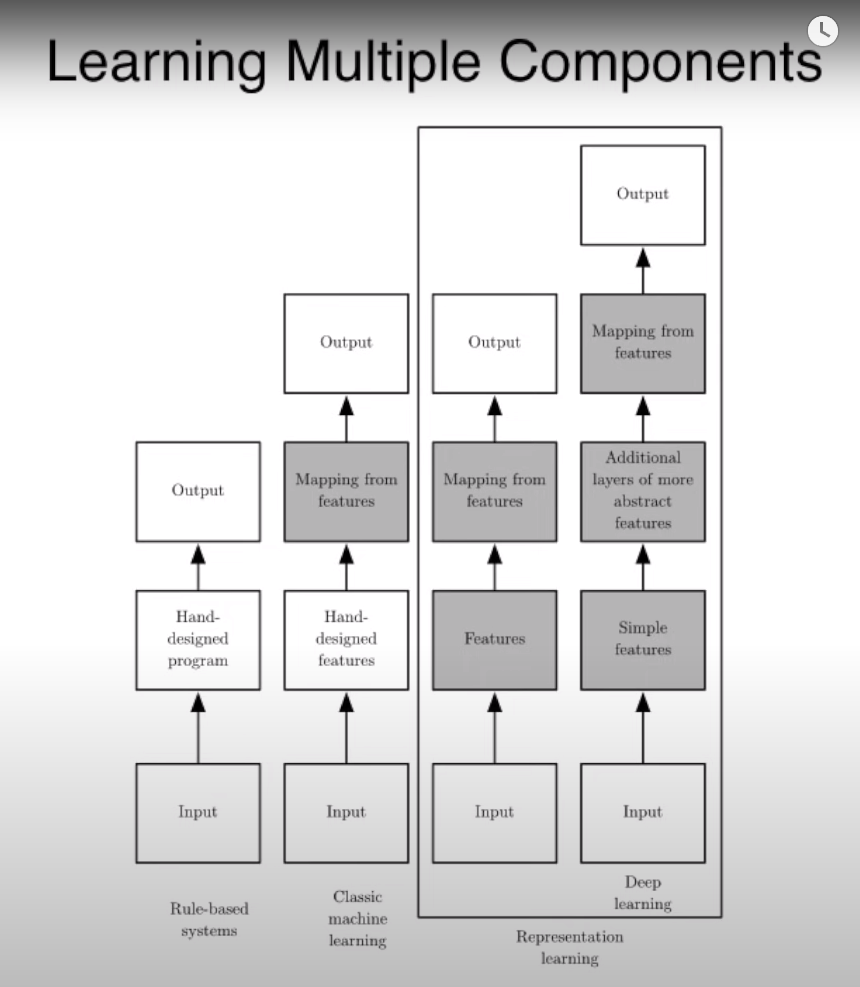 Learning Multiple Components
Output
Output
Output
Mapping from
features
Output
Mapping from
features
Mapping from
features
Additional
layers of more
abstract
features
Hand-
designed
program
Hand-
designed
features
Features
Simple
features
Input
Input
Input
Input
Rule-based
systems
Classic
machine
learning
Deep
learning
Representation
learning